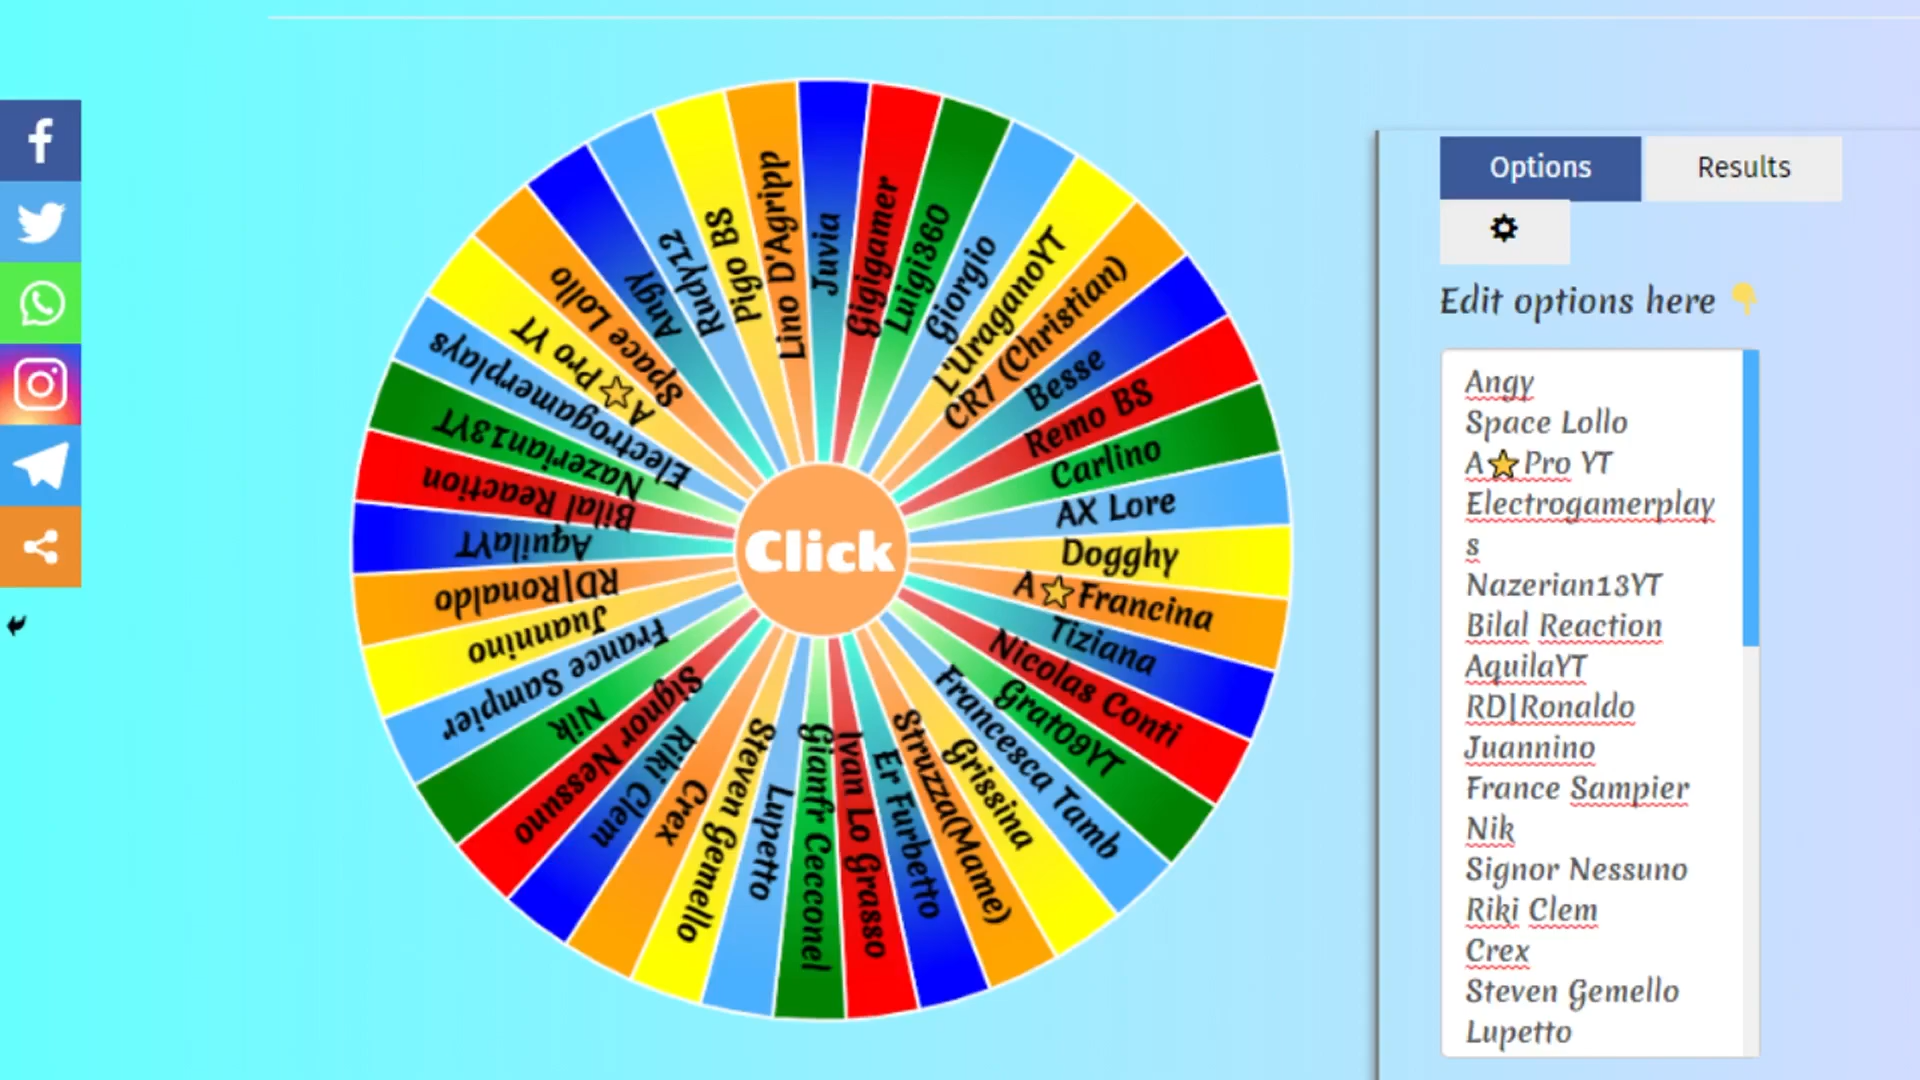 Juvia
Gigigamer
Luigi360
Giorgio
L'UraganoYT
CR7 (Christian)
Besse
Remo BS
Carlino
AX Lore
Dogghy
A⭐Francina
Tiziana
Nicolas Conti
Grat09YT
Francesca Tamb
Grissina
Struzza(Mame)
Er Furbetto
Ivan Lo Grasso
Gianfr Cecconel
Lupetto
Steven Gemello
Crex
Riki Clem
Signor Nessuno
Nik
France Sampier
Juannino
RD|Ronaldo
AquilaYT
Bilal Reaction
Nazerian13YT
Electrogamerplays
A⭐Pro YT
Space Lollo
Angy
Rudy12
Pigo BS
Lino D'Agripp
Click
Options
Results
Edit options here 👇
Angy
Space Lollo
A⭐Pro YT
Electrogamerplay
s
Nazerian13YT
Bilal Reaction
AquilaYT
RD|Ronaldo
Juannino
France Sampier
Nik
Signor Nessuno
Riki Clem
Crex
Steven Gemello
Lupetto